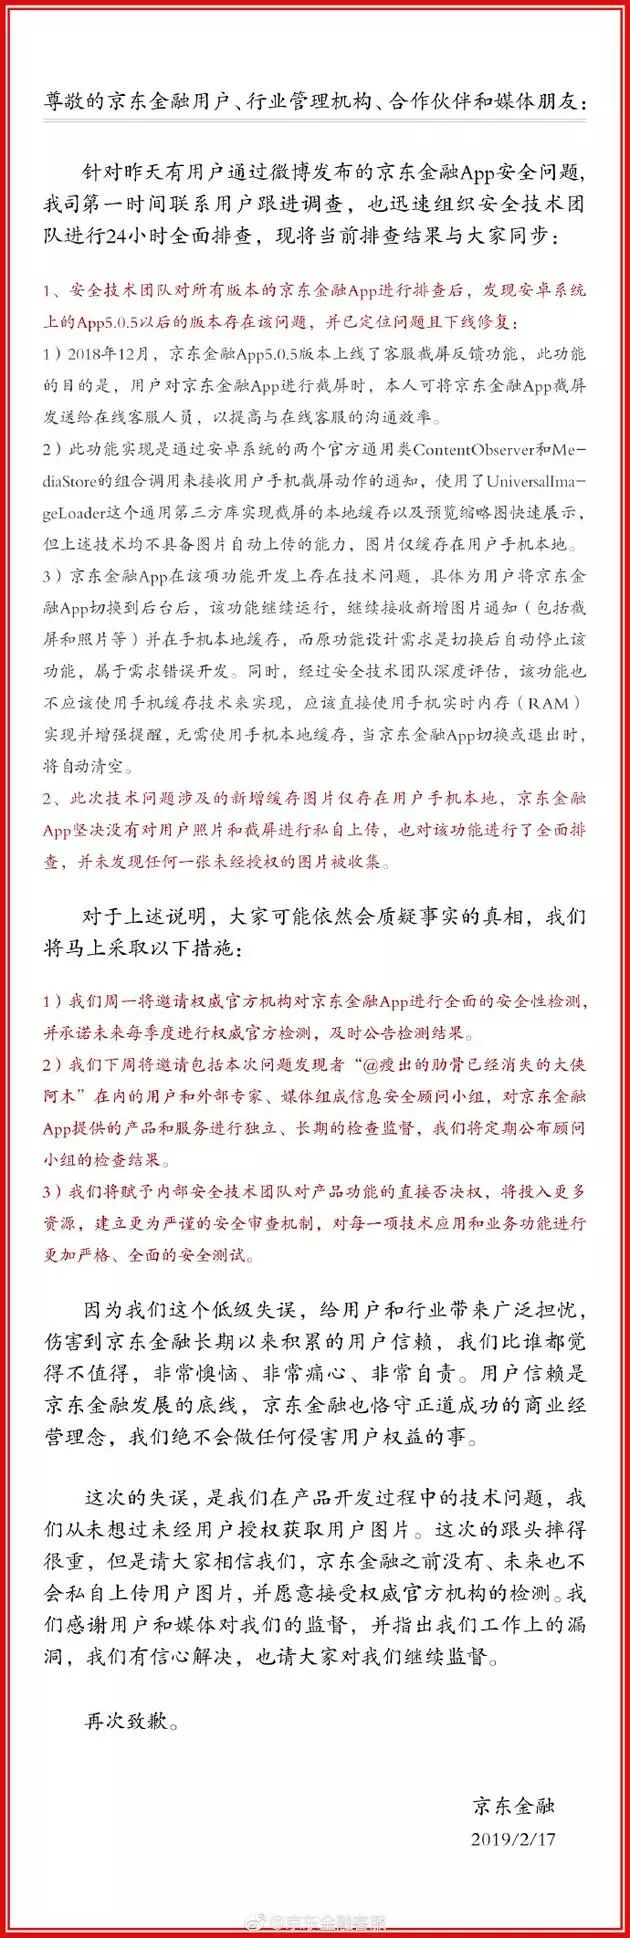 尊敬的京东金融用户、行业管理机构、合作伙伴和媒体朋友：
针对昨天有用户通过微博发布的京东金融App安全问题，
我司第一时间联系用户跟进调查，也迅速组织安全技术团
队进行24小时全面排查，现将当前排查结果与大家同步：
1、安全技术团队对所有版本的京东金融App进行排查后，发现安卓系统
上的App5.0.5以后的版本存在该问题，并已定位问题且下线修复；
1）2018年12月，京东金融App5.0.5版本上线了客服截屏反馈功能，此功能
的目的是，用户对京东金融App进行截屏时，本人可将京东金融App截屏
发送给在线客服人员，以提高与在线客服的沟通效率。
2）此功能实现是通过安卓系统的两个官方通用类ContentObserver和Me-
diaStore的组合调用来接收用户手机截屏动作的通知，使用了UniversalIma-
geLoader这个通用第三方库实现截屏的本地缓存以及预览缩略图快速展示，
但上述技术均不具备图片自动上传的能力，图片仅缓存在用户手机本地。
3）京东金融App在该项功能开发上存在技术问题，具体为用户将京东金
融App切换到后台后，该功能继续运行，继续接收新增图片通知（包括截
屏和照片等）并在手机本地缓存，而原功能设计需求是切换后自动停止该
功能，属于需求错误开发。同时，经过安全技术团队深度评估，该功能也
不应该使用手机缓存技术来实现，应该直接使用手机实时内存（RAM）
实现并增强提醒，无需使用手机本地缓存，当京东金融App切换或退出时，
将自动清空。
2、此次技术问题涉及的新增缓存图片仅存在用户手机本地，京东金融
App坚决没有对用户照片和截屏进行私自上传，也对该功能进行了全面排
查，并未发现任何一张未经授权的图片被收集。
对于上述说明，大家可能依然会质疑事实的真相，我们
将马上采取以下措施：
1）我们周一将邀请权威官方机构对京东金融App进行全面的安全性检测，
并承诺未来每季度进行权威官方检测，及时公告检测结果。
2）我们下周将邀请包括本次问题发现者“@瘦出的肋骨已经消失的大侠
阿木”在内的用户和外部专家、媒体组成信息安全顾问小组，对京东金融
App提供的产品和服务进行独立、长期的检查监督，我们将定期公布顾问
小组的检查结果。
3）我们将赋予内部安全技术团队对产品功能的直接否决权，将投入更多
资源，建立更为严谨的安全审查机制，对每一项技术应用和业务功能进行
更加严格、全面的安全测试。
因为我们这个低级失误，给用户和行业带来广泛担忧，
伤害到京东金融长期以来积累的用户信赖，我们比谁都觉
得不值得，非常懊恼、非常痛心、非常自责。用户信赖是
京东金融发展的底线，京东金融也恪守正道成功的商业经
营理念，我们绝不会做任何侵害用户权益的事。
这次的失误，是我们在产品开发过程中的技术问题，我
们从未想过未经用户授权获取用户图片。这次的跟头摔得
很重，但是请大家相信我们，京东金融之前没有、未来也不
会私自上传用户图片，并愿意接受权威官方机构的检测。我
们感谢用户和媒体对我们的监督，并指出我们工作上的漏
洞，我们有信心解决，也请大家对我们继续监督。
再次致歉。
京东金融
2019/2/17
@京东金融客服